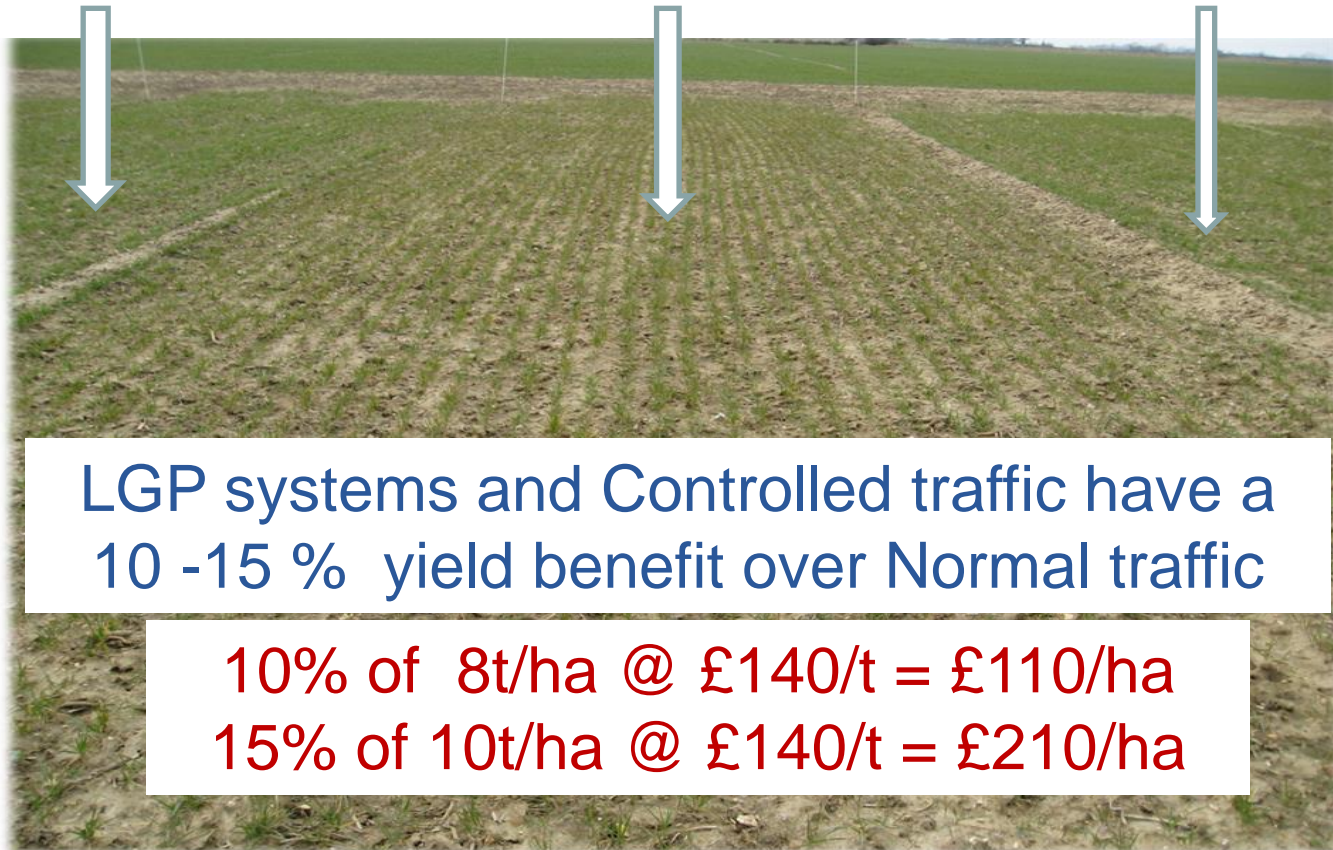 LGP systems and Controlled traffic have a
10 -15 % yield benefit over Normal traffic
10% of 8t/ha @ £140/t = £110/ha
15% of 10t/ha @ £140/t = £210/ha